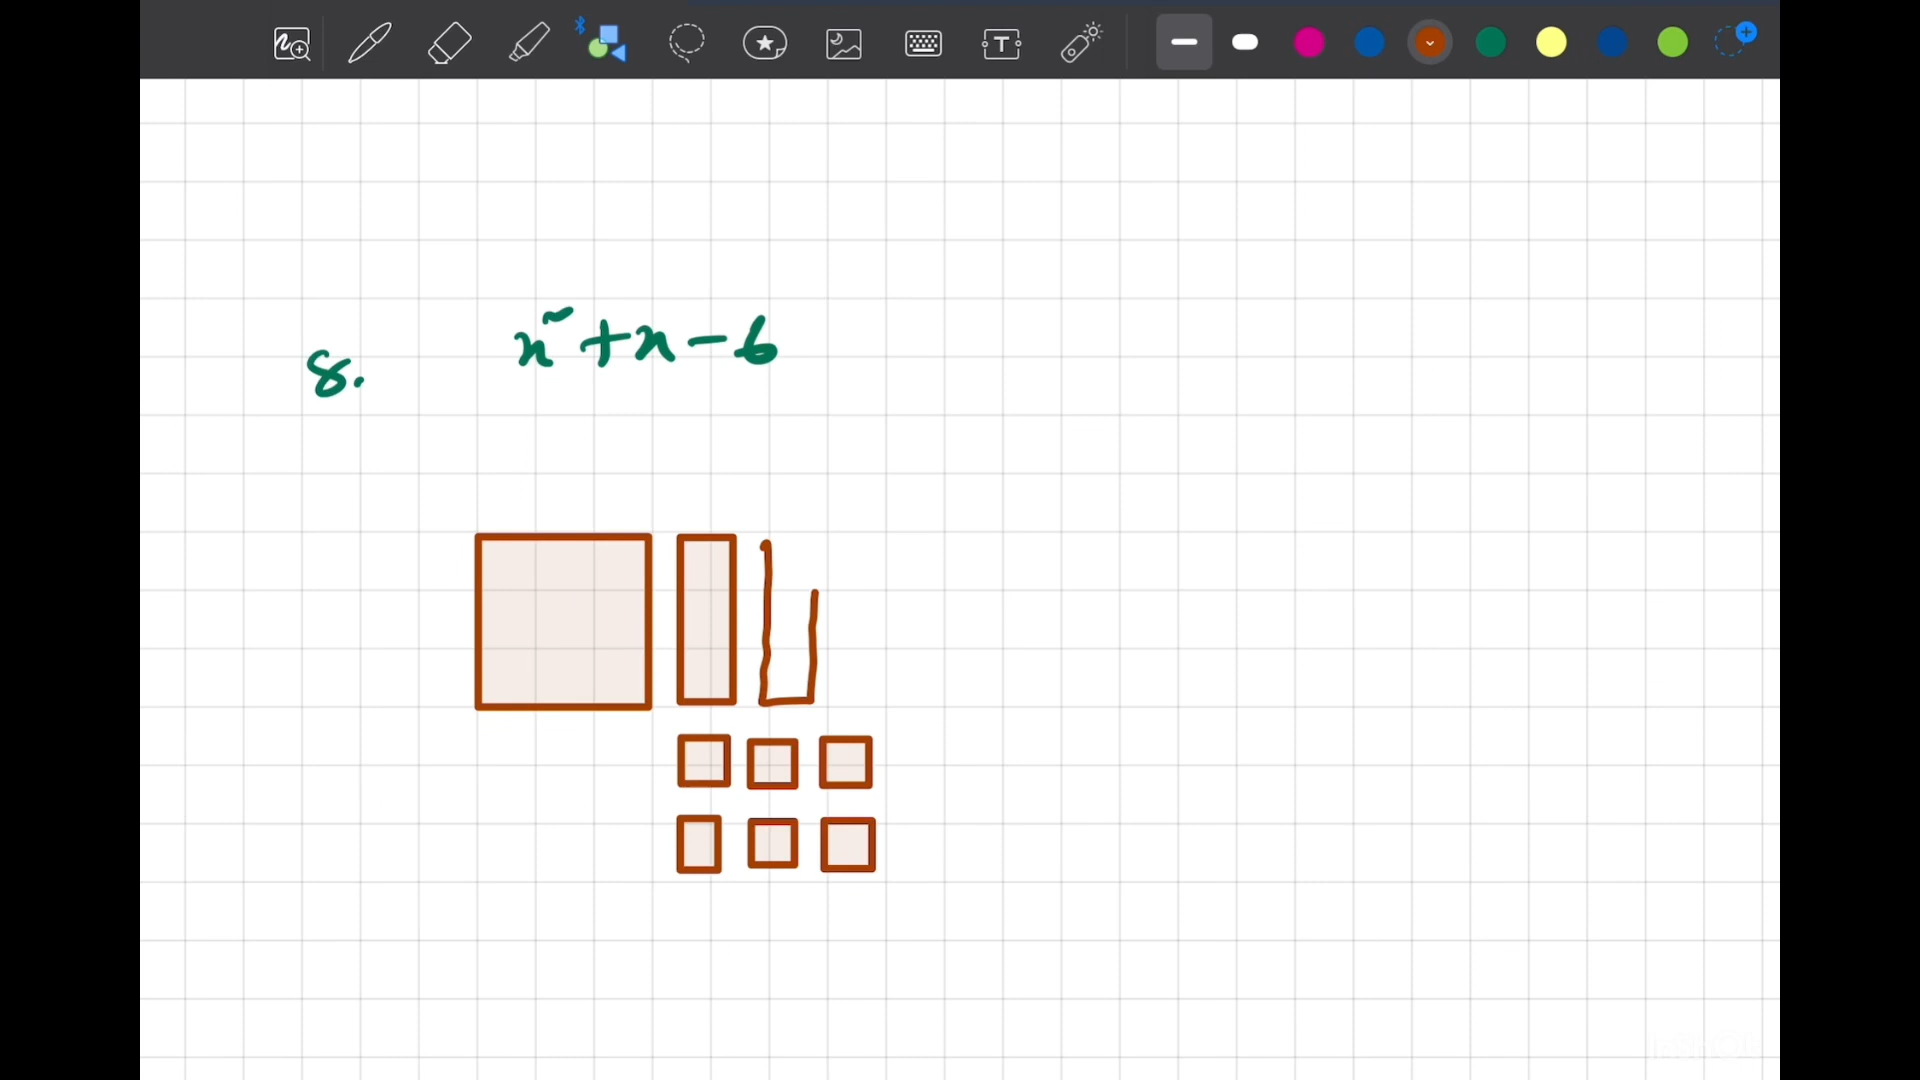 8. x² + x - 6